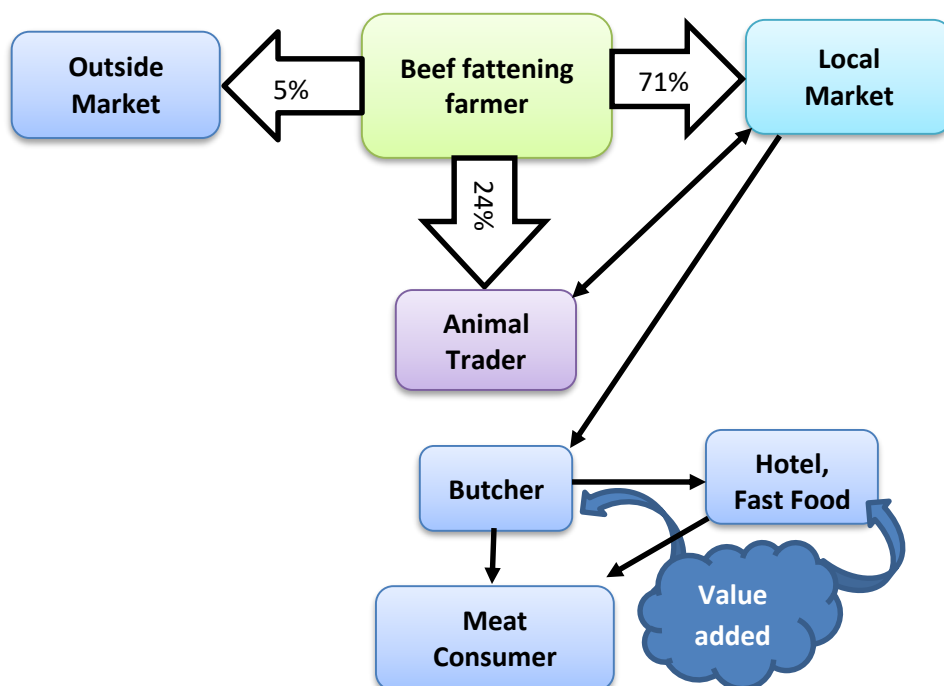 Outside
Market
5%
Beef fattening
farmer
71%
Local
Market
24%
Animal
Trader
Butcher
Hotel,
Fast Food
Value
added
Meat
Consumer